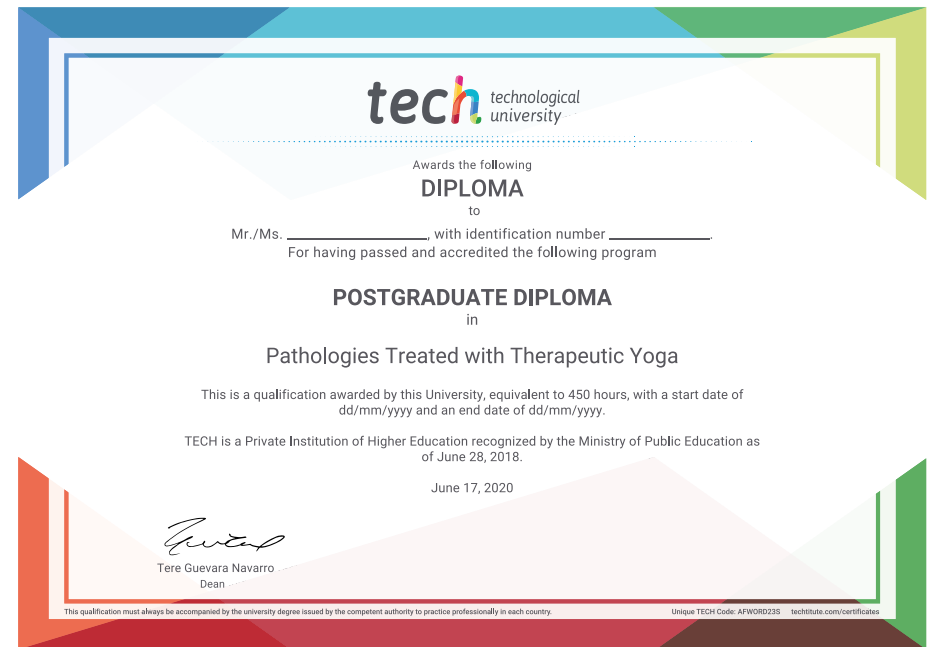 tech technological
university
Awards the following
DIPLOMA
to
Mr./Ms. ____________________, with identification number ______________.
For having passed and accredited the following program
POSTGRADUATE DIPLOMA
in
Pathologies Treated with Therapeutic Yoga
This is a qualification awarded by this University, equivalent to 450 hours, with a start date of
dd/mm/yyyy and an end date of dd/mm/yyyy.
TECH is a Private Institution of Higher Education recognized by the Ministry of Public Education as
of June 28, 2018.
June 17, 2020
Tere Guevara Navarro
Dean
This qualification must always be accompanied by the university degree issued by the competent authority to practice professionally in each country.
Unique TECH Code: AFWORD23S techtitute.com/certificates